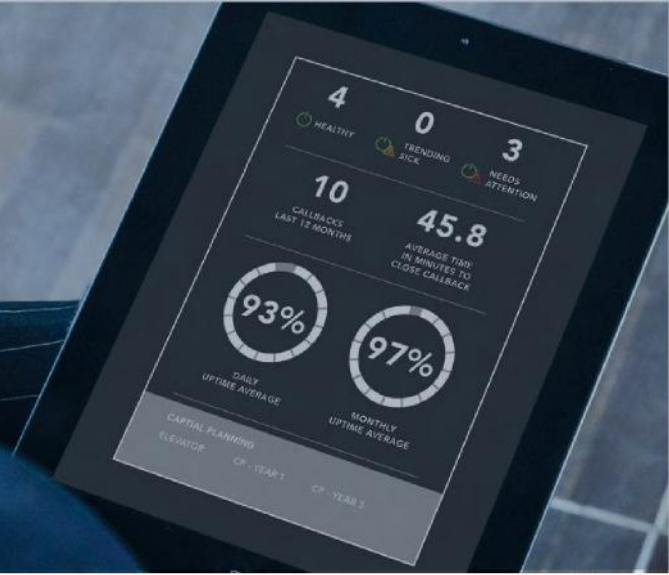 4
0
3
HEALTHY
TRENDING
SICK
NEEDS
ATTENTION
10
45.8
CALLBACKS
LAST 12 MONTHS
AVERAGE TIME
IN MINUTES TO
CLOSE CALLBACK
93%
97%
DAILY
UPTIME AVERAGE
MONTHLY
UPTIME AVERAGE
CAPTIAL PLANNING
ELEVATOR
CP - YEAR 1
CP - YEAR 3